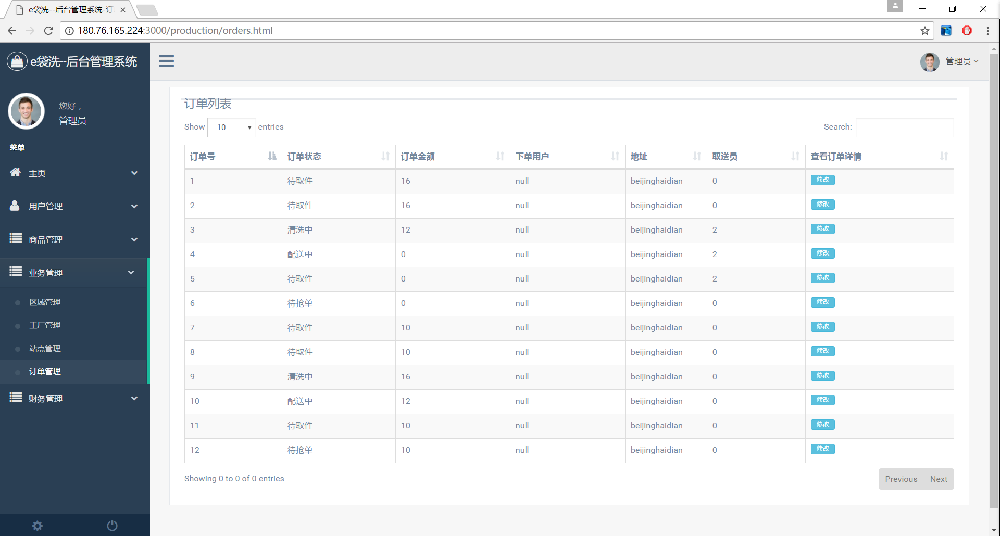 e袋洗--后台管理系统-订
180.76.165.224:3000/production/orders.html
e袋洗--后台管理系统
管理员
您好，
管理员
菜单
主页
用户管理
商品管理
业务管理
区域管理
工厂管理
站点管理
订单管理
财务管理
订单列表
Show 10 entries
Search:
订单号 订单状态 订单金额 下单用户 地址 取送员 查看订单详情
1 待取件 16 null beijinghaidian 0 修改
2 待取件 16 null beijinghaidian 0 修改
3 清洗中 12 null beijinghaidian 2 修改
4 配送中 0 null beijinghaidian 2 修改
5 待取件 0 null beijinghaidian 2 修改
6 待抢单 0 null beijinghaidian 0 修改
7 待取件 10 null beijinghaidian 0 修改
8 待取件 10 null beijinghaidian 0 修改
9 清洗中 16 null beijinghaidian 0 修改
10 配送中 12 null beijinghaidian 0 修改
11 待取件 10 null beijinghaidian 0 修改
12 待抢单 10 null beijinghaidian 0 修改
Showing 0 to 0 of 0 entries
Previous Next